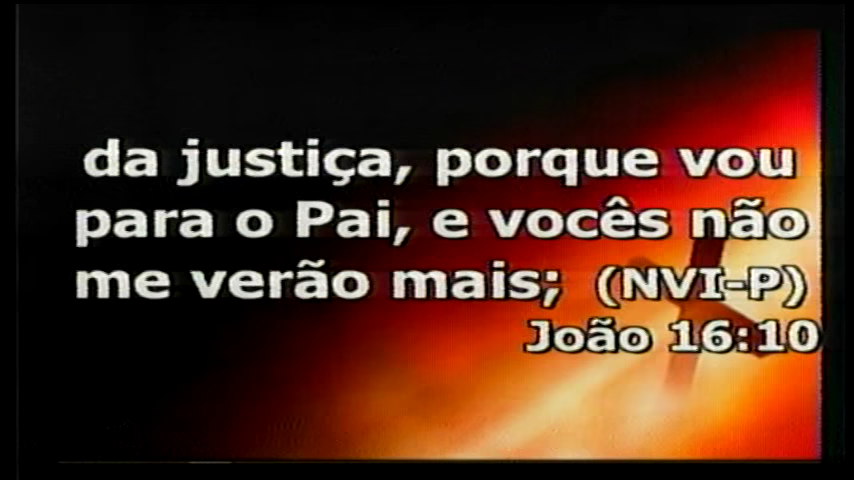 da justiça, porque vou
para o Pai, e vocês não
me verão mais; (NVI-P)
João 16:10